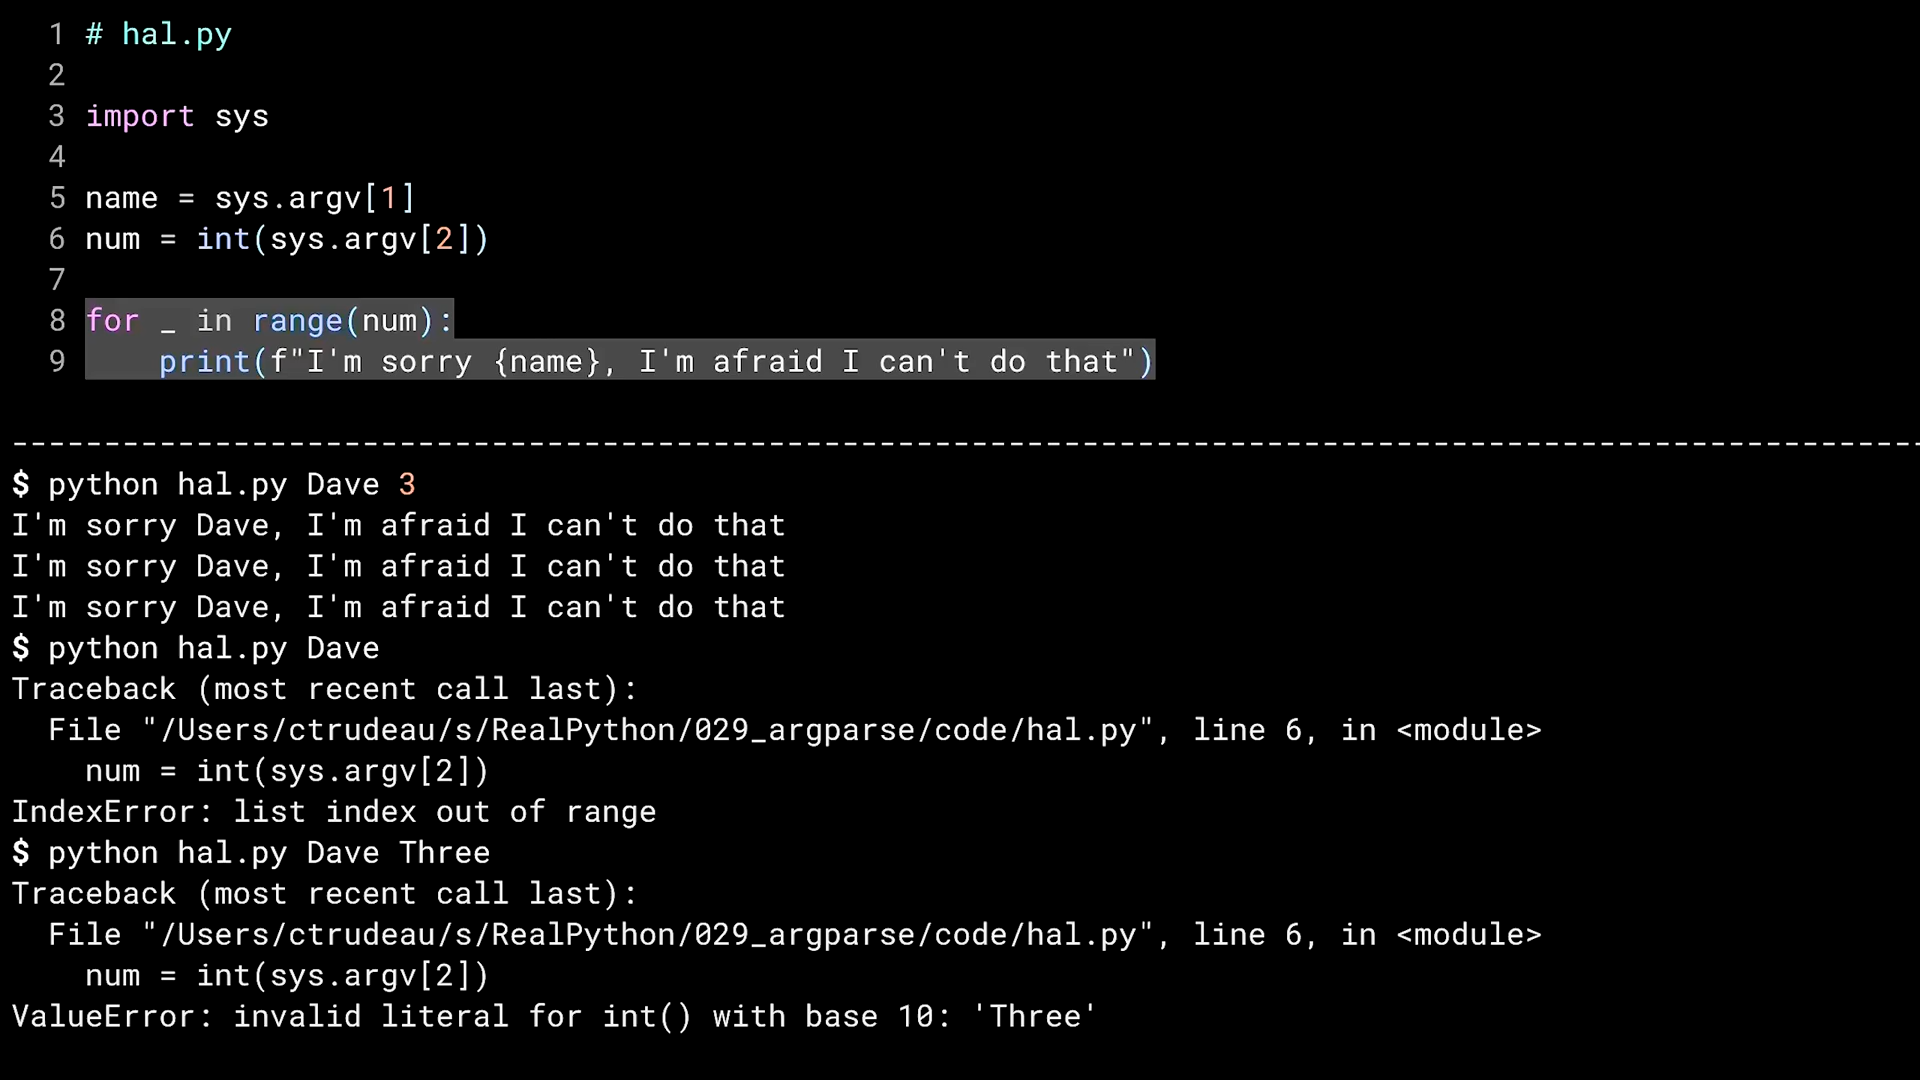 1 # hal.py
2
3 import sys
4
5 name = sys.argv[1]
6 num = int(sys.argv[2])
7
8 for _ in range(num):
9     print(f"I'm sorry {name}, I'm afraid I can't do that")
--------------------------------------------------------------------------------------------------------
$ python hal.py Dave 3
I'm sorry Dave, I'm afraid I can't do that
I'm sorry Dave, I'm afraid I can't do that
I'm sorry Dave, I'm afraid I can't do that
$ python hal.py Dave
Traceback (most recent call last):
  File "/Users/ctrudeau/s/RealPython/029_argparse/code/hal.py", line 6, in <module>
    num = int(sys.argv[2])
IndexError: list index out of range
$ python hal.py Dave Three
Traceback (most recent call last):
  File "/Users/ctrudeau/s/RealPython/029_argparse/code/hal.py", line 6, in <module>
    num = int(sys.argv[2])
ValueError: invalid literal for int() with base 10: 'Three'